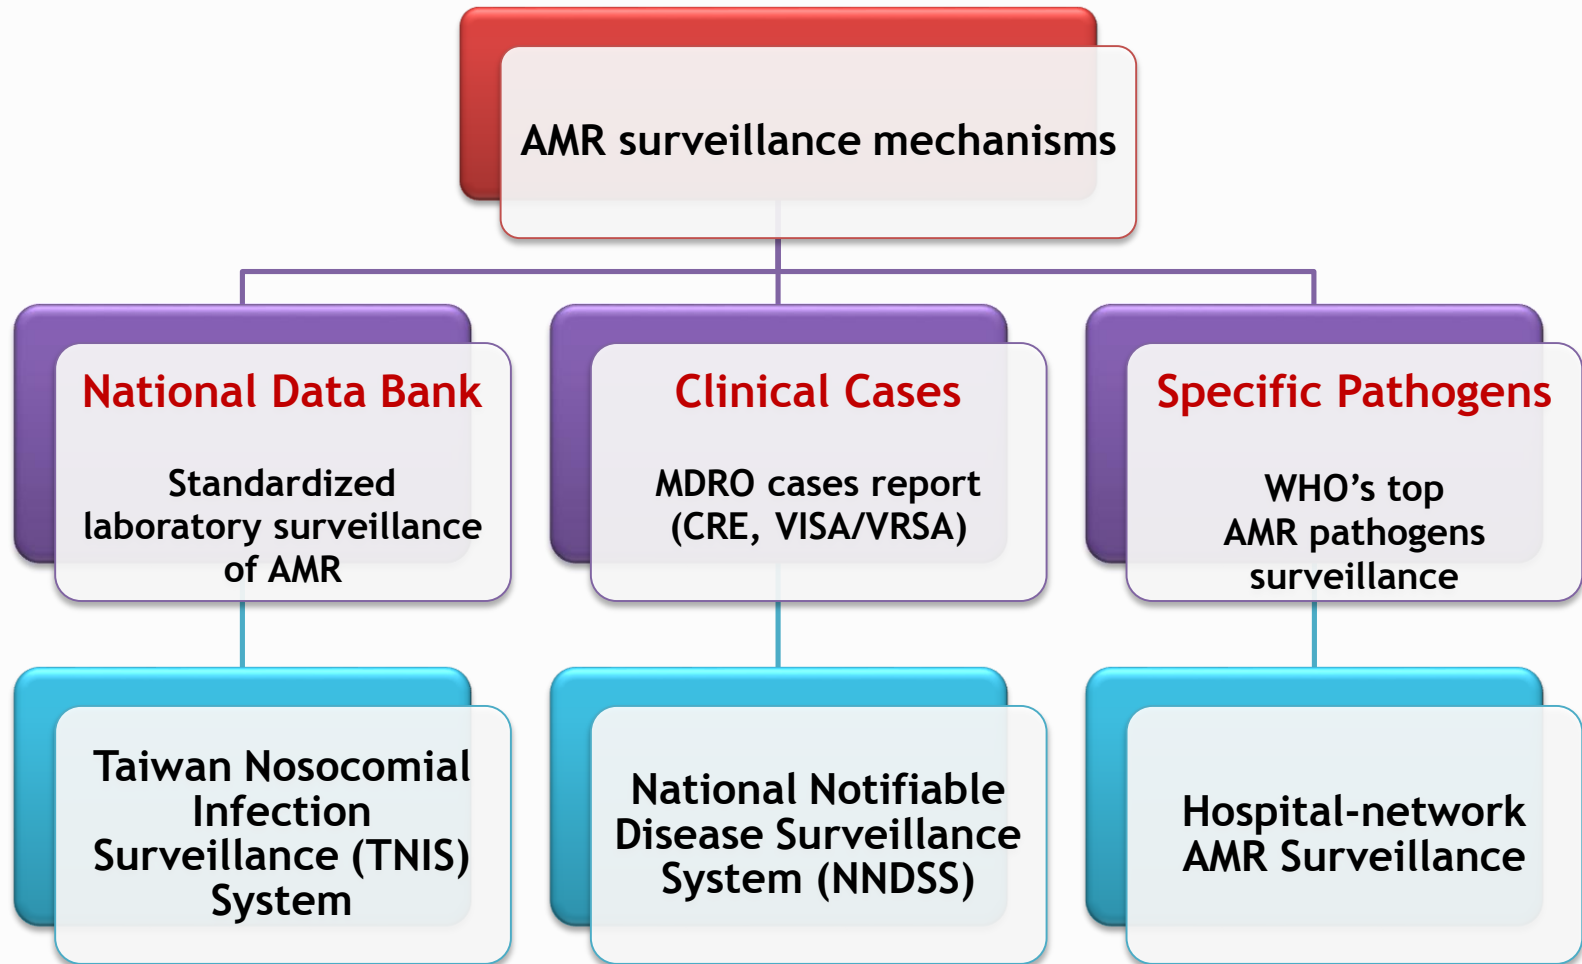 AMR surveillance mechanisms
National Data Bank
Standardized
laboratory surveillance
of AMR
Clinical Cases
MDRO cases report
(CRE, VISA/VRSA)
Specific Pathogens
WHO’s top
AMR pathogens
surveillance
Taiwan Nosocomial
Infection
Surveillance (TNIS)
System
National Notifiable
Disease Surveillance
System (NNDSS)
Hospital-network
AMR Surveillance